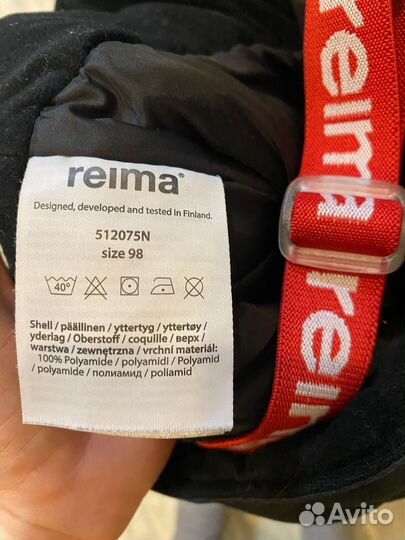 reima®
Designed, developed and tested in Finland.
512075N
size 98
40°
Shell / päällinen / yttertyg / yttertøy /
yderlag / Oberstoff / coquille / верх /
warstwa / zewnętrzna / vrchní materiál:
100% Polyamide / polyamidi / Polyamid
/ polyamide / полиамид / poliamid
reima
reima
Avito